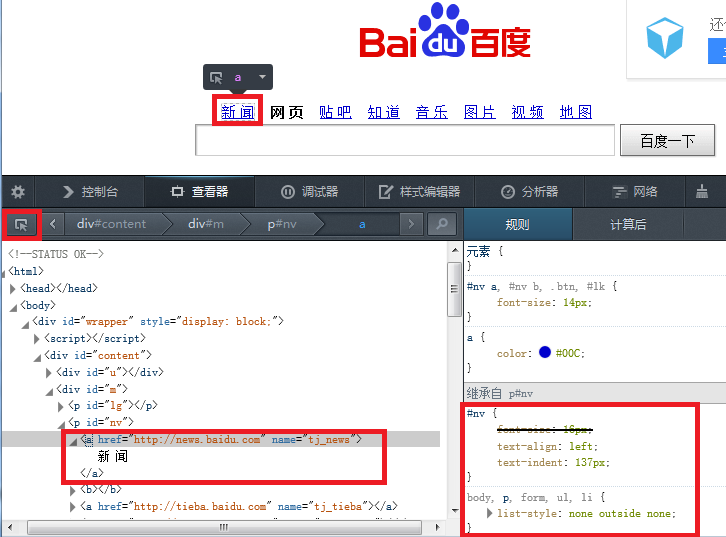 还
Bai du 百度
a
新 闻 网 页 贴 吧 知 道 音 乐 图 片 视 频 地 图
百度一下
控制台 查看器 调试器 样式编辑器 分析器 网络
div#content div#m p#nv a 规则 计算后
<!--STATUS OK-->
<html>
<head></head>
<body>
<div id="wrapper" style="display: block;">
<script></script>
<div id="content">
<div id="u"></div>
<div id="m">
<p id="lg"></p>
<p id="nv">
<a href="http://news.baidu.com" name="tj_news">
新 闻
</a>
<b></b>
<a href="http://tieba.baidu.com" name="tj_tieba"></a>
元素 {
}
#nv a, #nv b, .btn, #lk {
font-size: 14px;
}
a {
color: #00C;
}
继承自 p#nv
#nv {
font-size: 16px;
text-align: left;
text-indent: 137px;
}
body, p, form, ul, li {
list-style: none outside none;
}